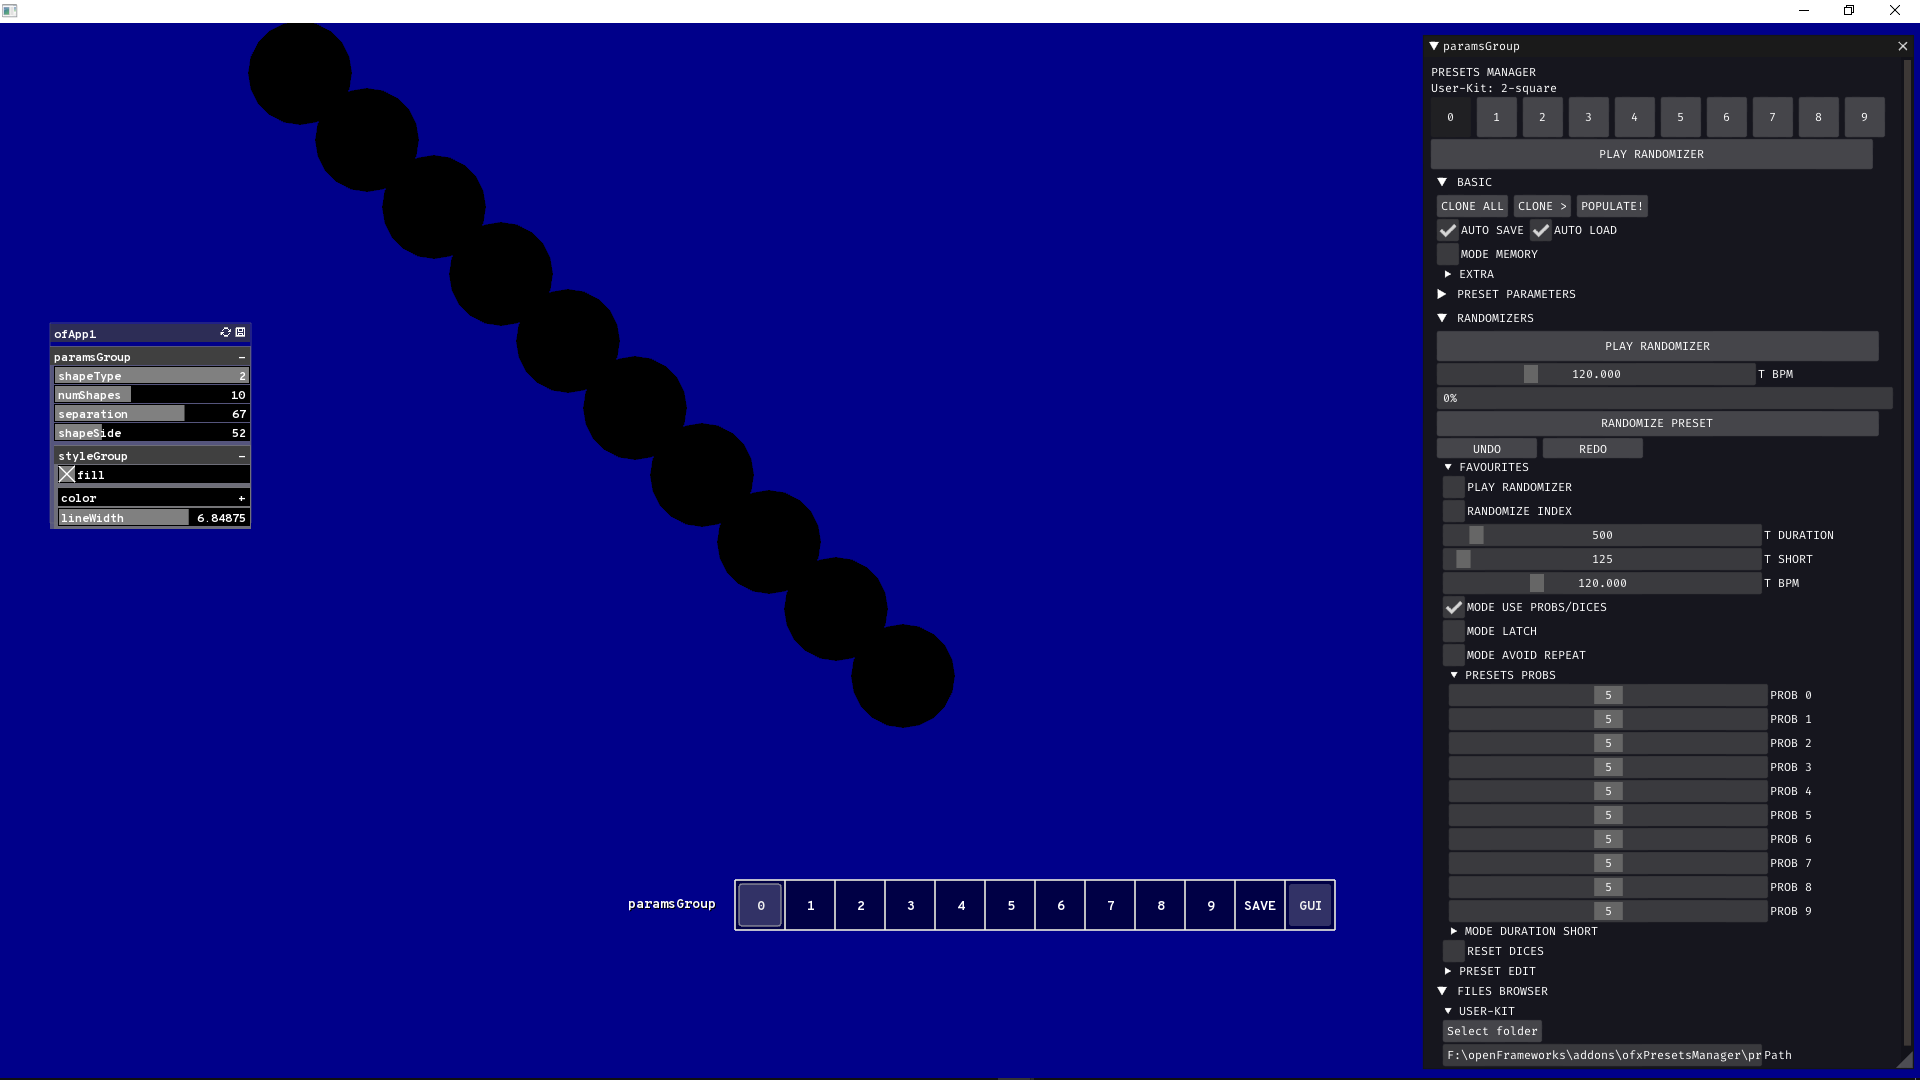 ofApp1
paramsGroup
shapeType 2
numShapes 10
separation 67
shapeSide 52
styleGroup
fill
color +
lineWidth 6.84875
paramsGroup 0 1 2 3 4 5 6 7 8 9 SAVE GUI
paramsGroup
PRESETS MANAGER
User-Kit: 2-square
0 1 2 3 4 5 6 7 8 9
PLAY RANDOMIZER
BASIC
CLONE ALL CLONE > POPULATE!
AUTO SAVE AUTO LOAD
MODE MEMORY
EXTRA
PRESET PARAMETERS
RANDOMIZERS
PLAY RANDOMIZER
120.000 T BPM
0%
RANDOMIZE PRESET
UNDO REDO
FAVOURITES
PLAY RANDOMIZER
RANDOMIZE INDEX
500 T DURATION
125 T SHORT
120.000 T BPM
MODE USE PROBS/DICES
MODE LATCH
MODE AVOID REPEAT
PRESETS PROBS
5 PROB 0
5 PROB 1
5 PROB 2
5 PROB 3
5 PROB 4
5 PROB 5
5 PROB 6
5 PROB 7
5 PROB 8
5 PROB 9
MODE DURATION SHORT
RESET DICES
PRESET EDIT
FILES BROWSER
USER-KIT
Select folder
F:\openFrameworks\addons\ofxPresetsManager\pr Path